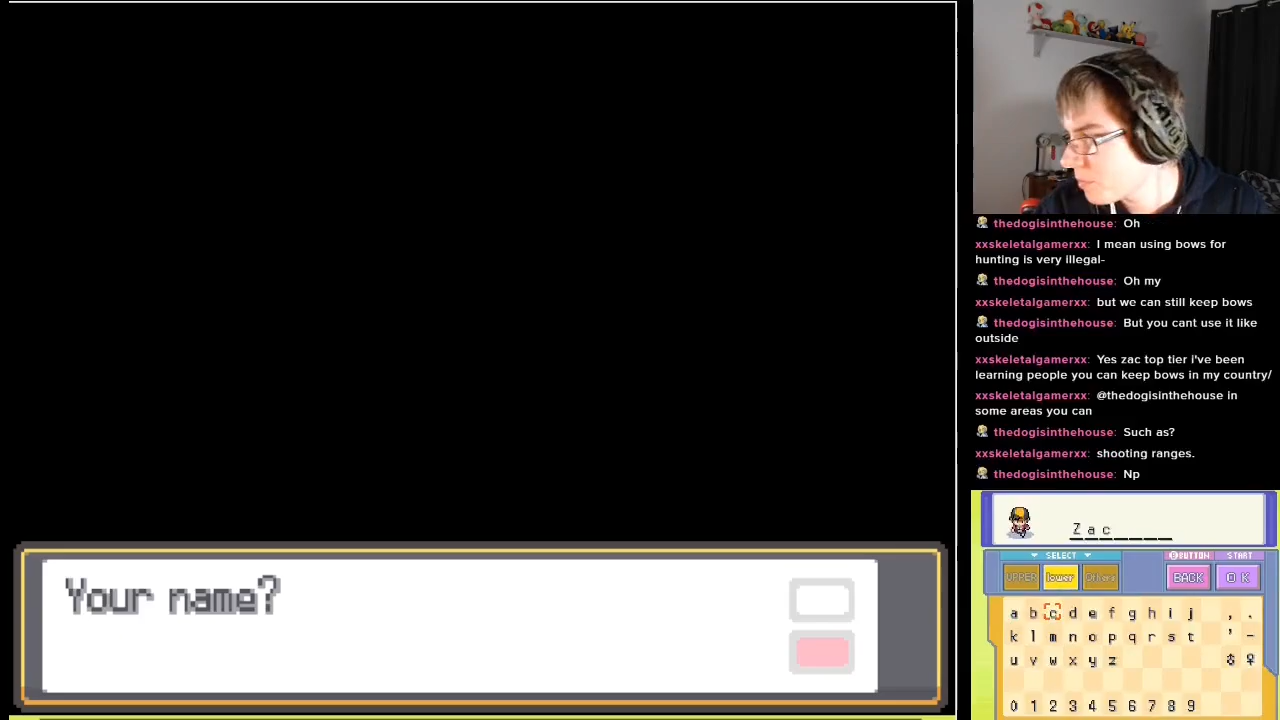 thedogisinthehouse: Oh
xxskeletalgamerxx: I mean using bows for
hunting is very illegal-
thedogisinthehouse: Oh my
xxskeletalgamerxx: but we can still keep bows
thedogisinthehouse: But you cant use it like
outside
xxskeletalgamerxx: Yes zac top tier i've been
learning people you can keep bows in my country/
xxskeletalgamerxx: @thedogisinthehouse in
some areas you can
thedogisinthehouse: Such as?
xxskeletalgamerxx: shooting ranges.
thedogisinthehouse: Np
Your name?
Zac
SELECT BUTTON START
UPPER lower Others BACK OK
a b c d e f g h i j , .
k l m n o p q r s t ' -
u v w x y z ♂ ♀
0 1 2 3 4 5 6 7 8 9